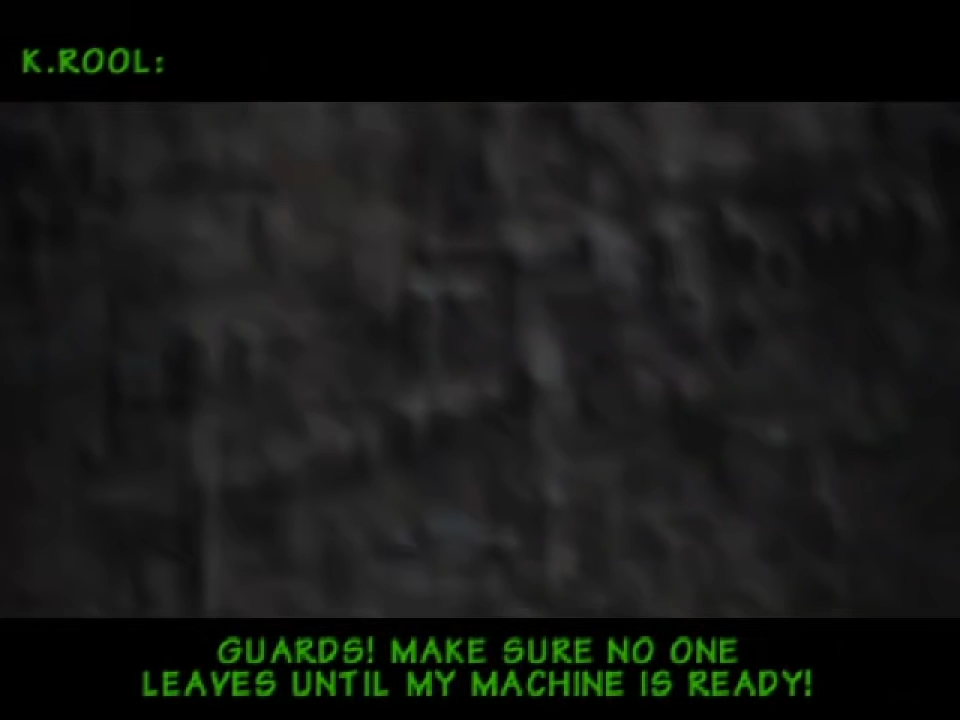 K.ROOL:
GUARDS! MAKE SURE NO ONE
LEAVES UNTIL MY MACHINE IS READY!